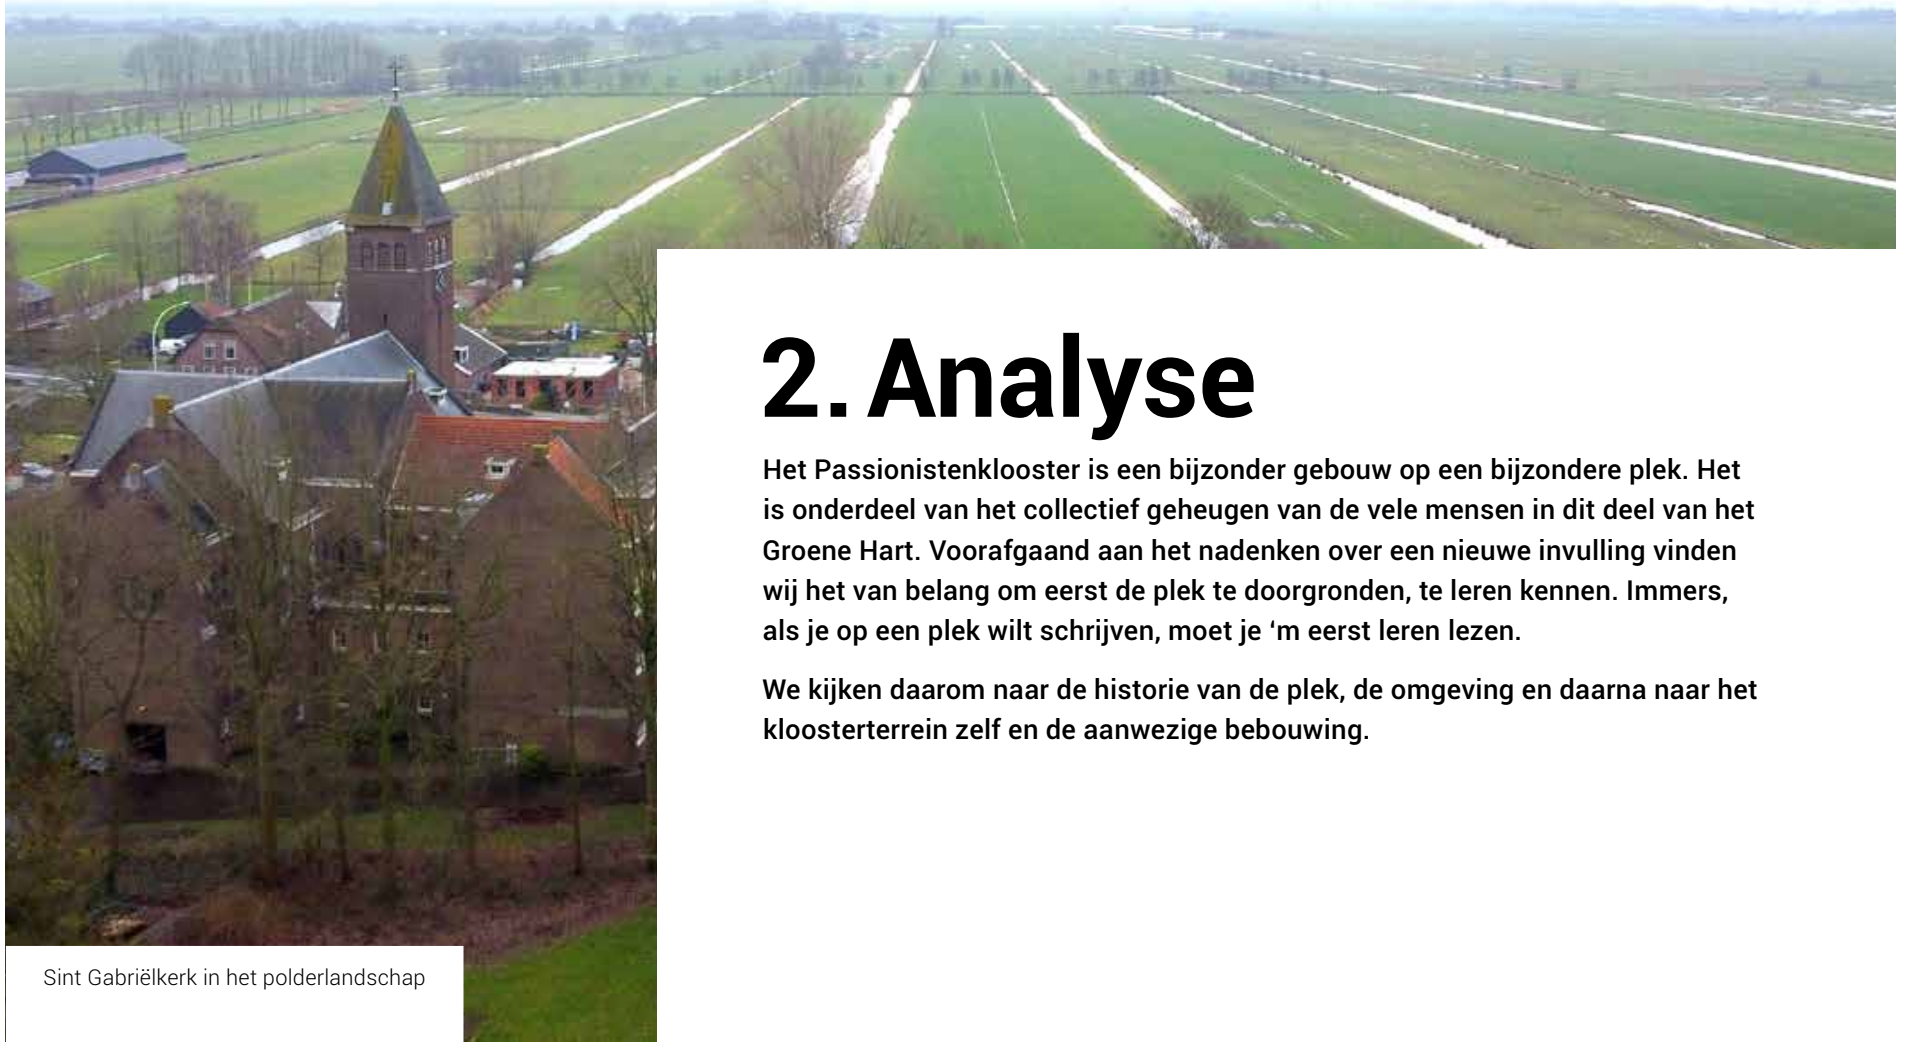 2. Analyse
Het Passionistenklooster is een bijzonder gebouw op een bijzondere plek. Het
is onderdeel van het collectief geheugen van de vele mensen in dit deel van het
Groene Hart. Voorafgaand aan het nadenken over een nieuwe invulling vinden
wij het van belang om eerst de plek te doorgronden, te leren kennen. Immers,
als je op een plek wilt schrijven, moet je ‘m eerst leren lezen.
We kijken daarom naar de historie van de plek, de omgeving en daarna naar het
kloosterterrein zelf en de aanwezige bebouwing.
Sint Gabriëlkerk in het polderlandschap